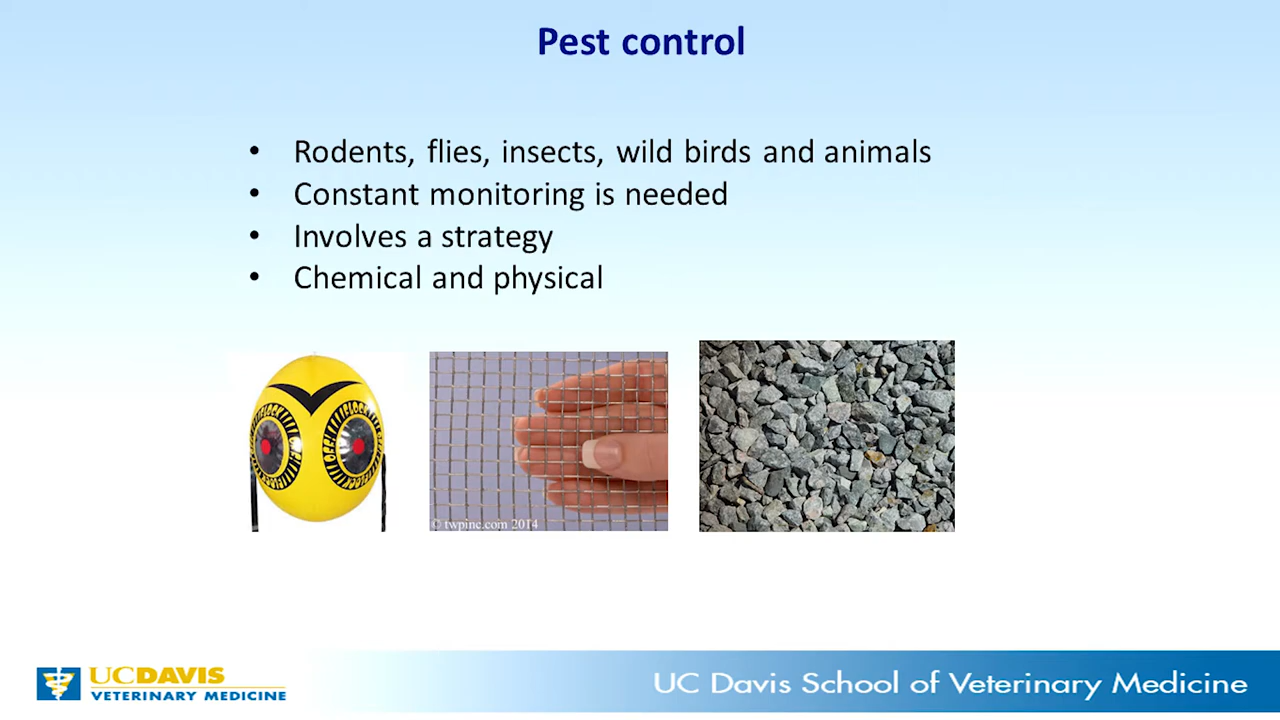 Pest control
• Rodents, flies, insects, wild birds and animals
• Constant monitoring is needed
• Involves a strategy
• Chemical and physical
© twpinc.com 2014
UCDAVIS
VETERINARY MEDICINE
UC Davis School of Veterinary Medicine